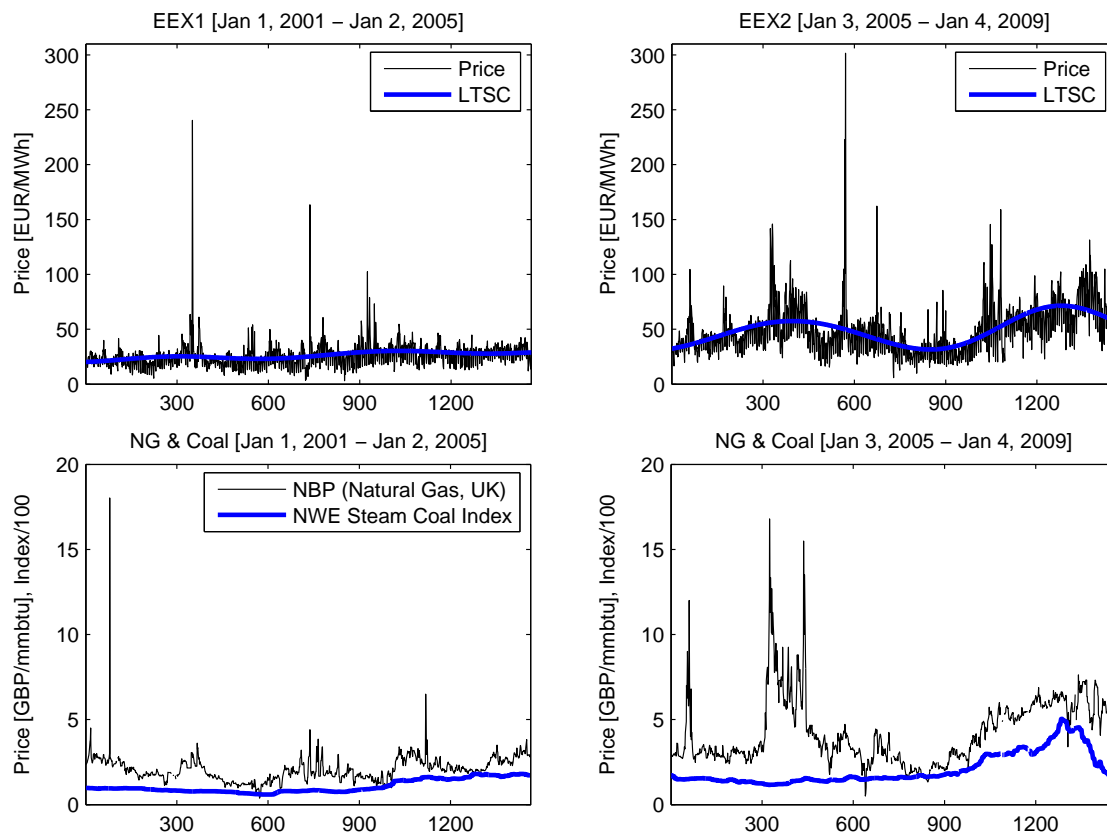 EEX1 [Jan 1, 2001 − Jan 2, 2005]
Price [EUR/MWh]
300
250
200
150
100
50
0
300 600 900 1200
Price
LTSC
EEX2 [Jan 3, 2005 − Jan 4, 2009]
Price [EUR/MWh]
300
250
200
150
100
50
0
300 600 900 1200
Price
LTSC
NG & Coal [Jan 1, 2001 − Jan 2, 2005]
Price [GBP/mmbtu], Index/100
20
15
10
5
0
300 600 900 1200
NBP (Natural Gas, UK)
NWE Steam Coal Index
NG & Coal [Jan 3, 2005 − Jan 4, 2009]
Price [GBP/mmbtu], Index/100
20
15
10
5
0
300 600 900 1200